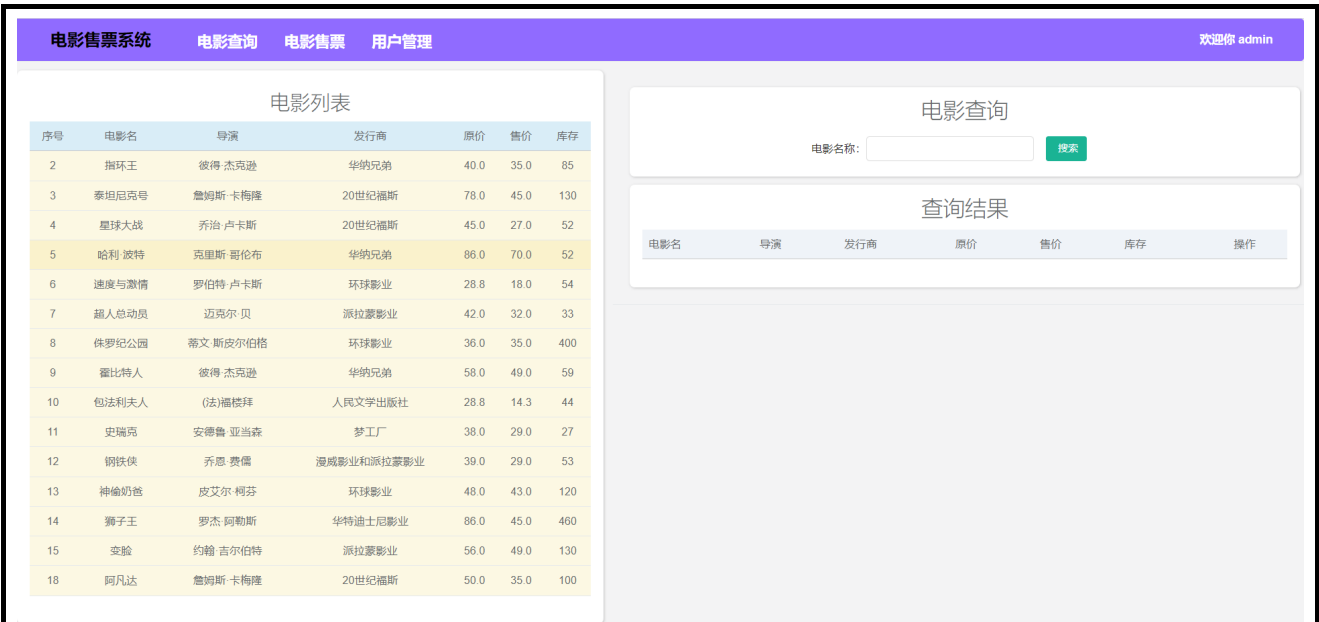 电影售票系统 电影查询 电影售票 用户管理 欢迎你 admin
电影列表
序号 电影名 导演 发行商 原价 售价 库存
2 指环王 彼得·杰克逊 华纳兄弟 40.0 35.0 85
3 泰坦尼克号 詹姆斯·卡梅隆 20世纪福斯 78.0 45.0 130
4 星球大战 乔治·卢卡斯 20世纪福斯 45.0 27.0 52
5 哈利·波特 克里斯·哥伦布 华纳兄弟 86.0 70.0 52
6 速度与激情 罗伯特·卢卡斯 环球影业 28.8 18.0 54
7 超人总动员 迈克尔·贝 派拉蒙影业 42.0 32.0 33
8 侏罗纪公园 蒂文·斯皮尔伯格 环球影业 36.0 35.0 400
9 霍比特人 彼得·杰克逊 华纳兄弟 58.0 49.0 59
10 包法利夫人 (法)福楼拜 人民文学出版社 28.8 14.3 44
11 史瑞克 安德鲁·亚当森 梦工厂 38.0 29.0 27
12 钢铁侠 乔恩·费儒 漫威影业和派拉蒙影业 39.0 29.0 53
13 神偷奶爸 皮艾尔·柯芬 环球影业 48.0 43.0 120
14 狮子王 罗杰·阿勒斯 华特迪士尼影业 86.0 45.0 460
15 变脸 约翰·吉尔伯特 派拉蒙影业 56.0 49.0 130
18 阿凡达 詹姆斯·卡梅隆 20世纪福斯 50.0 35.0 100
电影查询
电影名称： 搜索
查询结果
电影名 导演 发行商 原价 售价 库存 操作